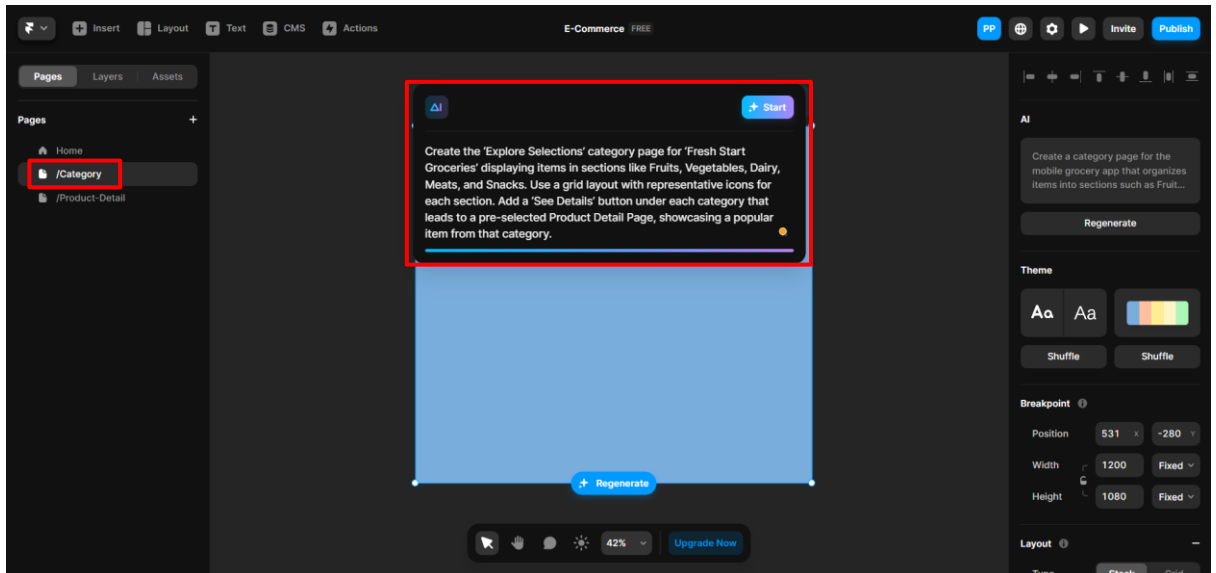 Insert Layout Text CMS Actions E-Commerce FREE PP Invite Publish
Pages Layers Assets
Pages +
Home
/Category
/Product-Detail
AI Start
Create the 'Explore Selections' category page for 'Fresh Start
Groceries' displaying items in sections like Fruits, Vegetables, Dairy,
Meats, and Snacks. Use a grid layout with representative icons for
each section. Add a 'See Details' button under each category that
leads to a pre-selected Product Detail Page, showcasing a popular
item from that category.
Regenerate
42% Upgrade Now
AI
Create a category page for the
mobile grocery app that organizes
items into sections such as Fruit...
Regenerate
Theme
Aa Aa
Shuffle Shuffle
Breakpoint
Position 531 X -280 Y
Width 1200 Fixed
Height 1080 Fixed
Layout
Type Stack Grid